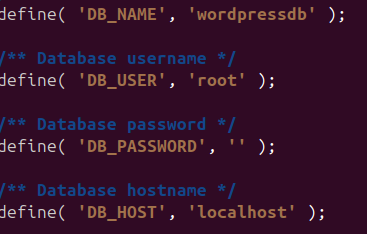 define( 'DB_NAME', 'wordpressdb' );
/** Database username */
define( 'DB_USER', 'root' );
/** Database password */
define( 'DB_PASSWORD', '' );
/** Database hostname */
define( 'DB_HOST', 'localhost' );